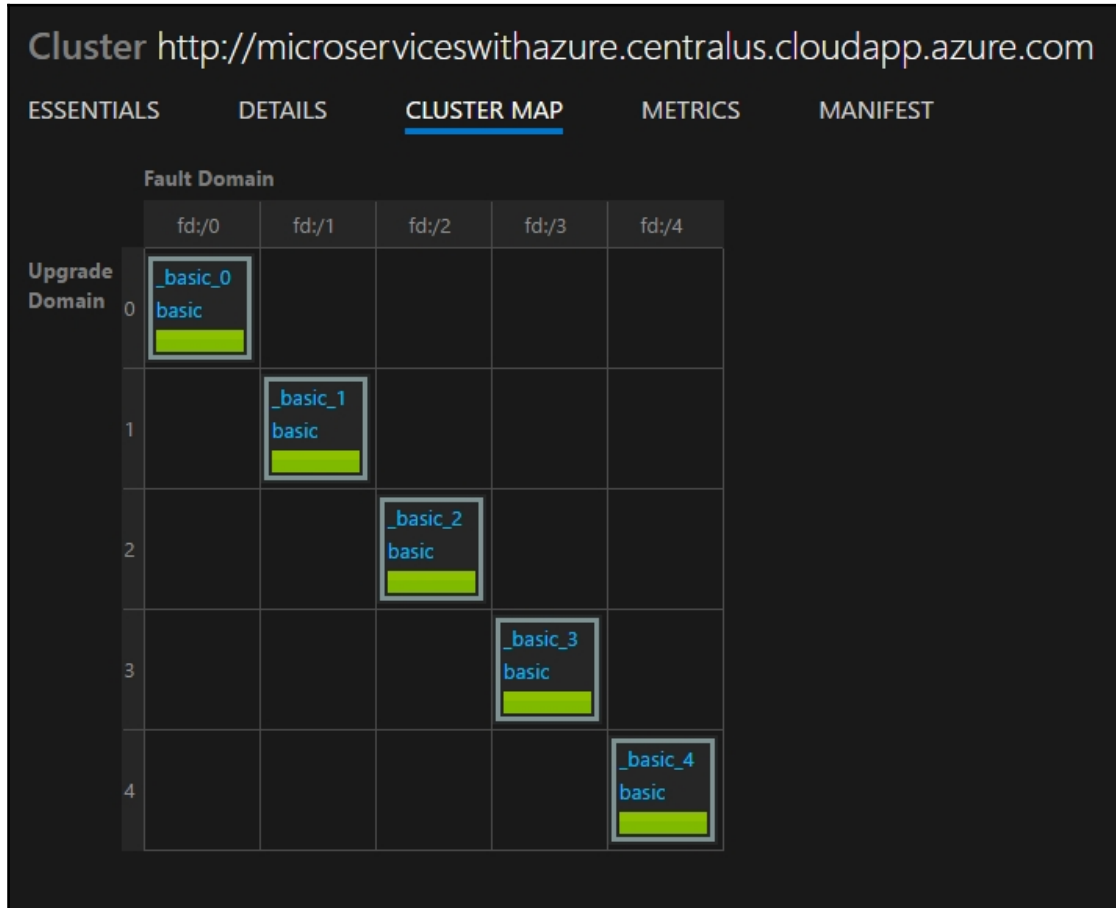 Cluster http://microserviceswithazure.centralus.cloudapp.azure.com
ESSENTIALS DETAILS CLUSTER MAP METRICS MANIFEST
Fault Domain
fd:/0 fd:/1 fd:/2 fd:/3 fd:/4
Upgrade
Domain
0
_basic_0
basic
1
_basic_1
basic
2
_basic_2
basic
3
_basic_3
basic
4
_basic_4
basic